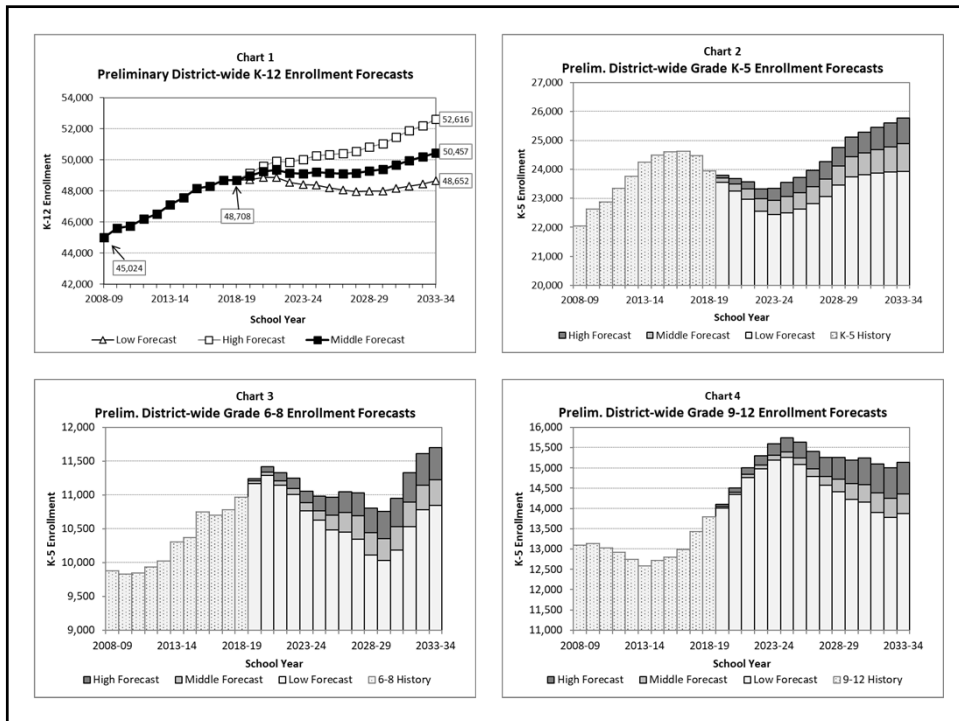 Chart 1
Preliminary District-wide K-12 Enrollment Forecasts
54,000
52,000
50,000
48,000
46,000
44,000
42,000
K-12 Enrollment
52,616
50,457
48,652
48,708
45,024
2008-09 2013-14 2018-19 2023-24 2028-29 2033-34
School Year
Low Forecast High Forecast Middle Forecast
Chart 2
Prelim. District-wide Grade K-5 Enrollment Forecasts
27,000
26,000
25,000
24,000
23,000
22,000
21,000
20,000
K-5 Enrollment
2008-09 2013-14 2018-19 2023-24 2028-29 2033-34
School Year
High Forecast Middle Forecast Low Forecast K-5 History
Chart 3
Prelim. District-wide Grade 6-8 Enrollment Forecasts
12,000
11,500
11,000
10,500
10,000
9,500
9,000
K-5 Enrollment
2008-09 2013-14 2018-19 2023-24 2028-29 2033-34
School Year
High Forecast Middle Forecast Low Forecast 6-8 History
Chart 4
Prelim. District-wide Grade 9-12 Enrollment Forecasts
16,000
15,500
15,000
14,500
14,000
13,500
13,000
12,500
12,000
11,500
11,000
K-5 Enrollment
2008-09 2013-14 2018-19 2023-24 2028-29 2033-34
School Year
High Forecast Middle Forecast Low Forecast 9-12 History